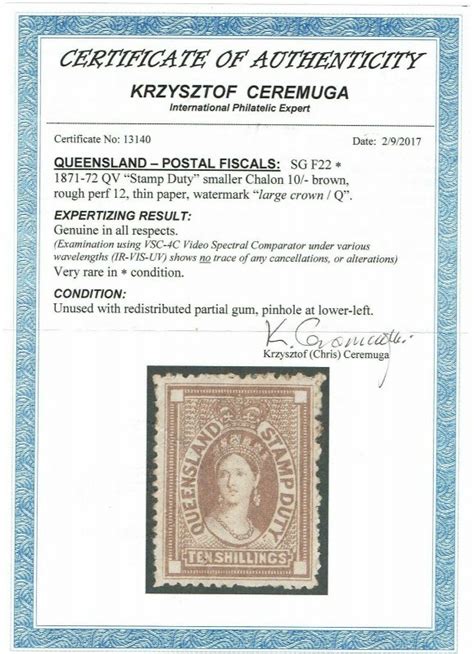 CERTIFICATE OF AUTHENTICITY
KRZYSZTOF CEREMUGA
International Philatelic Expert
Certificate No: 13140 Date: 2/9/2017
QUEENSLAND – POSTAL FISCALS: SG F22 *
1871-72 QV “Stamp Duty” smaller Chalon 10/- brown,
rough perf 12, thin paper, watermark “large crown / Q”.
EXPERTIZING RESULT:
Genuine in all respects.
(Examination using VSC-4C Video Spectral Comparator under various
wavelengths (IR-VIS-UV) shows no trace of any cancellations, or alterations)
Very rare in * condition.
CONDITION:
Unused with redistributed partial gum, pinhole at lower-left.
K. Ceremuga
Krzysztof (Chris) Ceremuga
QUEENSLAND STAMP DUTY
TEN SHILLINGS